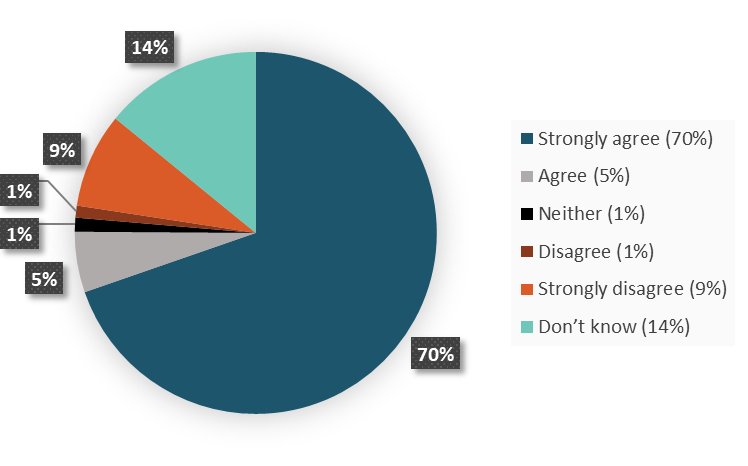 14%
9%
1%
1%
5%
70%
Strongly agree (70%)
Agree (5%)
Neither (1%)
Disagree (1%)
Strongly disagree (9%)
Don’t know (14%)